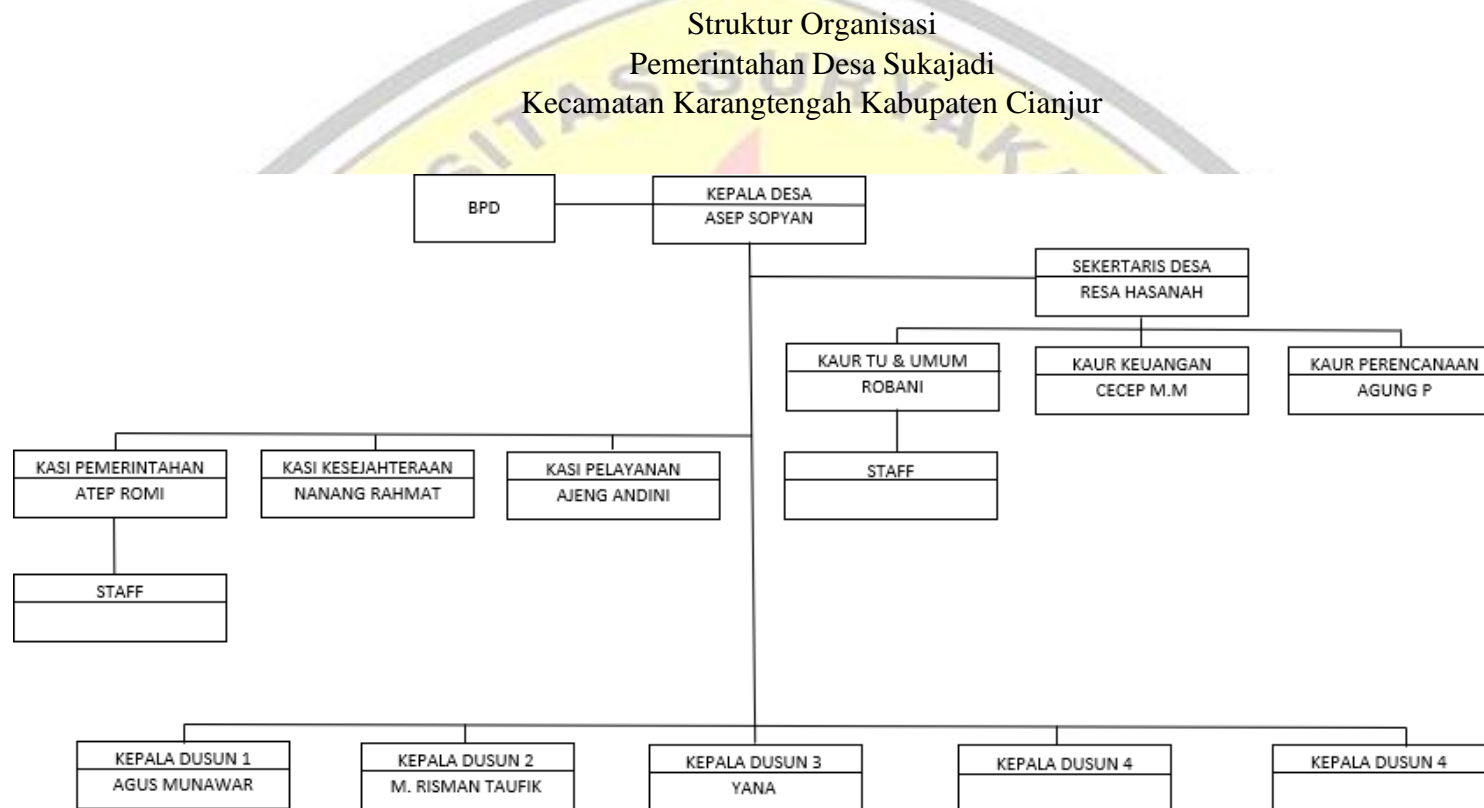 Struktur Organisasi
Pemerintahan Desa Sukajadi
Kecamatan Karangtengah Kabupaten Cianjur
SITAS SURYAKA
BPD
KEPALA DESA
ASEP SOPYAN
SEKERTARIS DESA
RESA HASANAH
KAUR TU & UMUM
ROBANI
KAUR KEUANGAN
CECEP M.M
KAUR PERENCANAAN
AGUNG P
KASI PEMERINTAHAN
ATEP ROMI
KASI KESEJAHTERAAN
NANANG RAHMAT
KASI PELAYANAN
AJENG ANDINI
STAFF
STAFF
KEPALA DUSUN 1
AGUS MUNAWAR
KEPALA DUSUN 2
M. RISMAN TAUFIK
KEPALA DUSUN 3
YANA
KEPALA DUSUN 4
KEPALA DUSUN 4